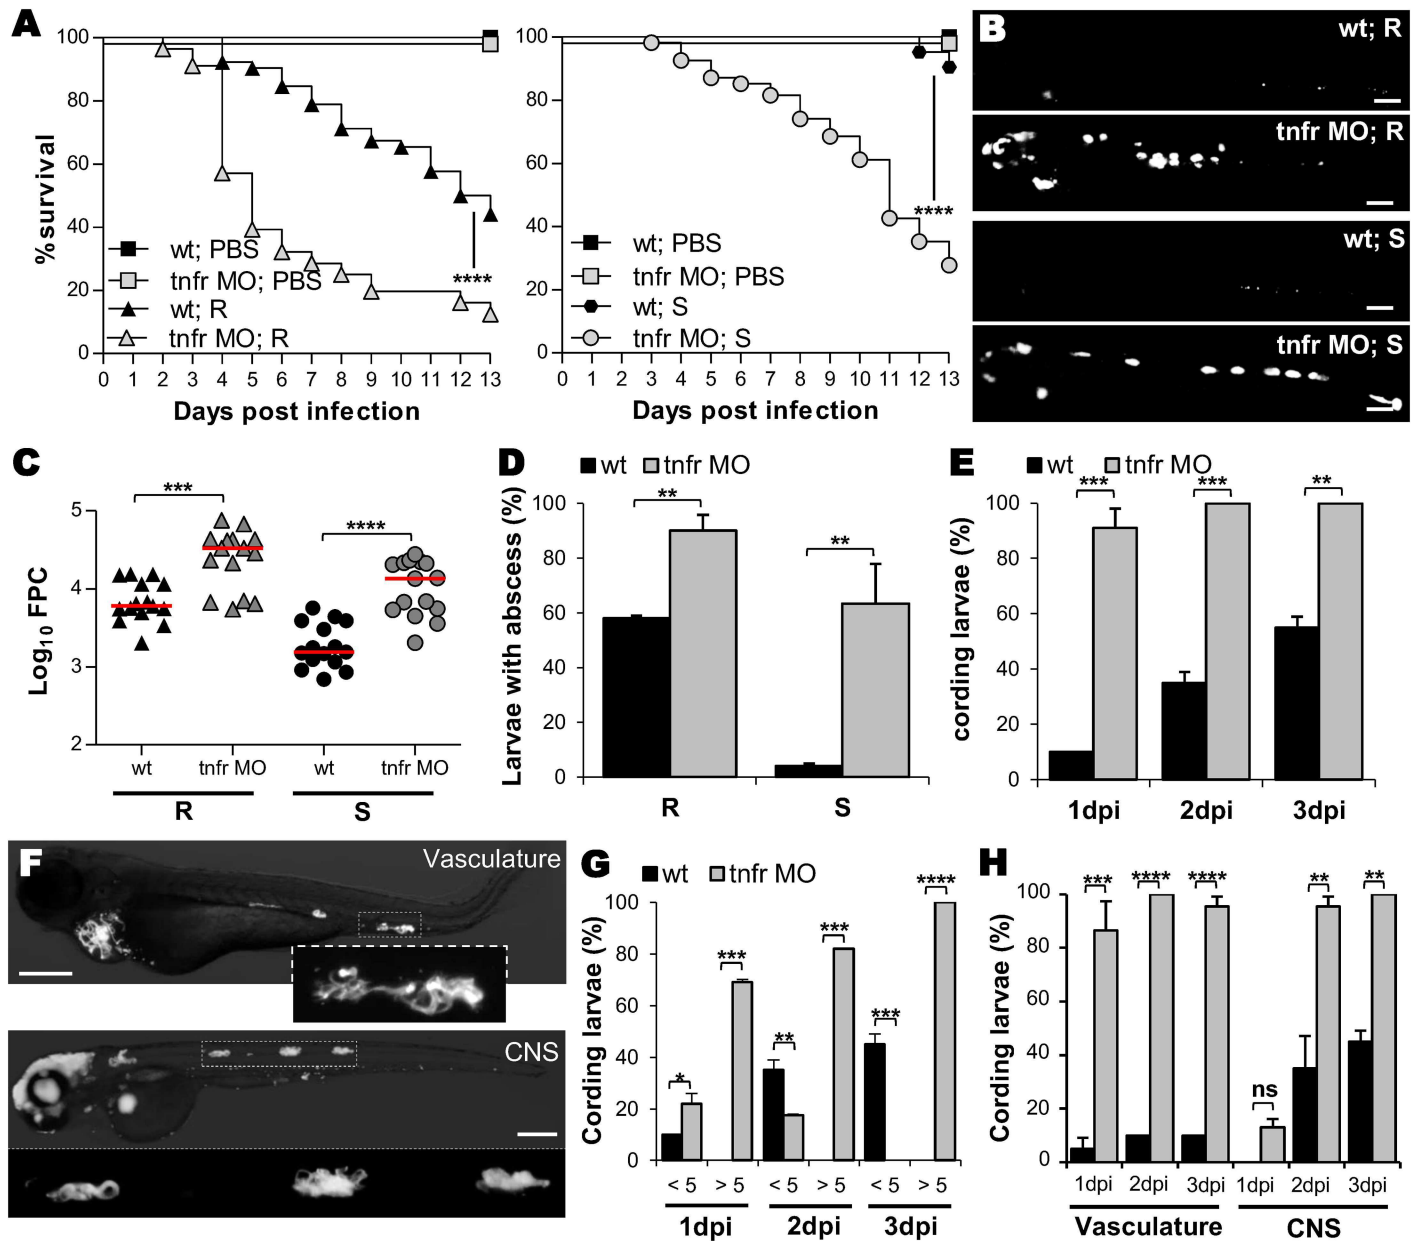 A
% survival
100
80
60
40
20
0
wt; PBS
tnfr MO; PBS
wt; R
tnfr MO; R
****
0 1 2 3 4 5 6 7 8 9 10 11 12 13
Days post infection
100
80
60
40
20
0
wt; PBS
tnfr MO; PBS
wt; S
tnfr MO; S
****
0 1 2 3 4 5 6 7 8 9 10 11 12 13
Days post infection
B
wt; R
tnfr MO; R
wt; S
tnfr MO; S
C
Log10 FPC
5
4
3
2
***
****
wt tnfr MO wt tnfr MO
R S
D
wt tnfr MO
Larvae with abscess (%)
100
80
60
40
20
0
**
**
R S
E
wt tnfr MO
cording larvae (%)
100
80
60
40
20
0
*** *** **
1dpi 2dpi 3dpi
F
Vasculature
CNS
G
wt tnfr MO
Cording larvae (%)
100
80
60
40
20
0
* *** ** *** *** ****
< 5 > 5 < 5 > 5 < 5 > 5
1dpi 2dpi 3dpi
H
Cording larvae (%)
100
80
60
40
20
0
*** **** **** ns ** **
1dpi 2dpi 3dpi 1dpi 2dpi 3dpi
Vasculature CNS